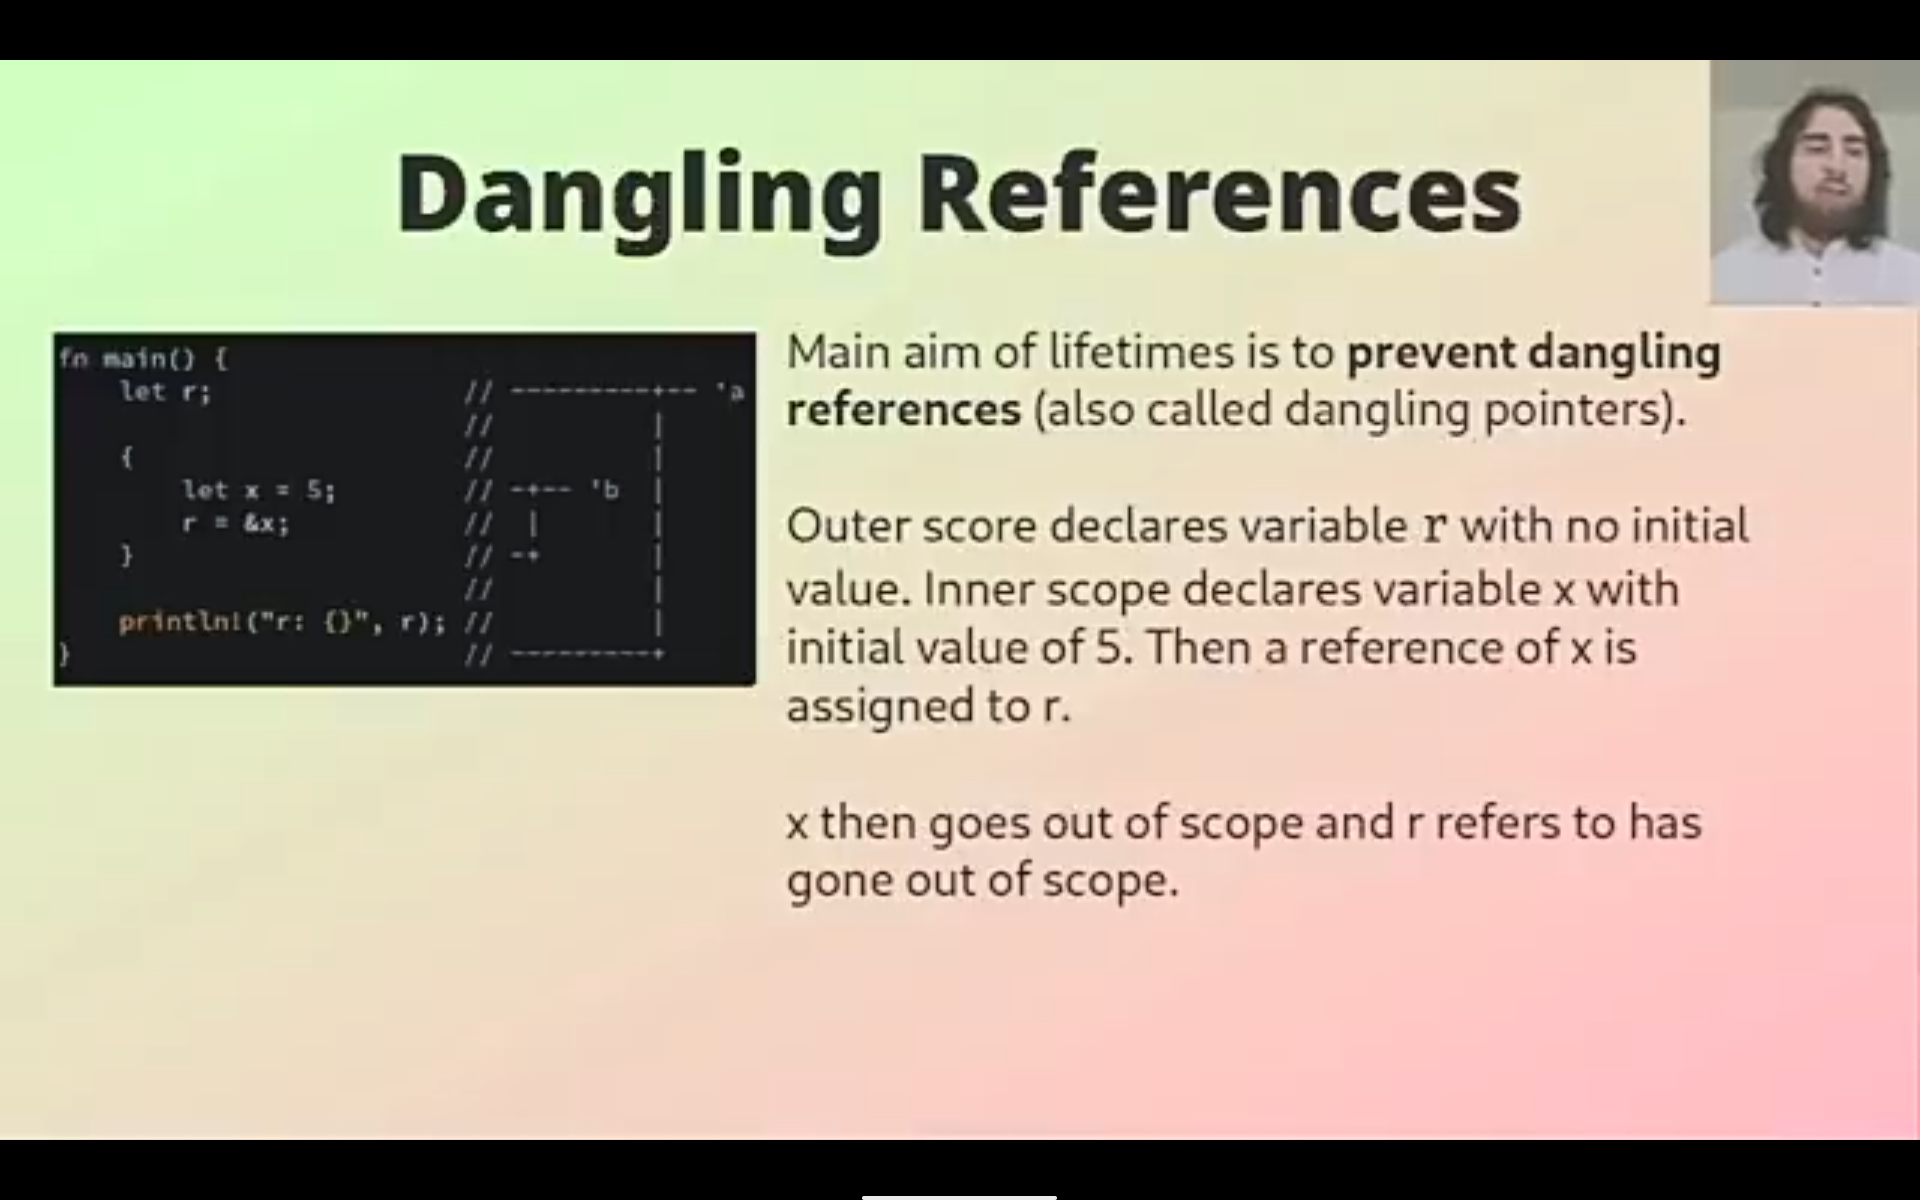 Dangling References
fn main() {
    let r;                // ---------+-- 'a
                          //          |
    {                     //          |
        let x = 5;        // -+-- 'b  |
        r = &x;           //  |       |
    }                     // -+       |
                          //          |
    println!("r: {}", r); //          |
}                         // ---------+
Main aim of lifetimes is to prevent dangling
references (also called dangling pointers).
Outer score declares variable r with no initial
value. Inner scope declares variable x with
initial value of 5. Then a reference of x is
assigned to r.
x then goes out of scope and r refers to has
gone out of scope.